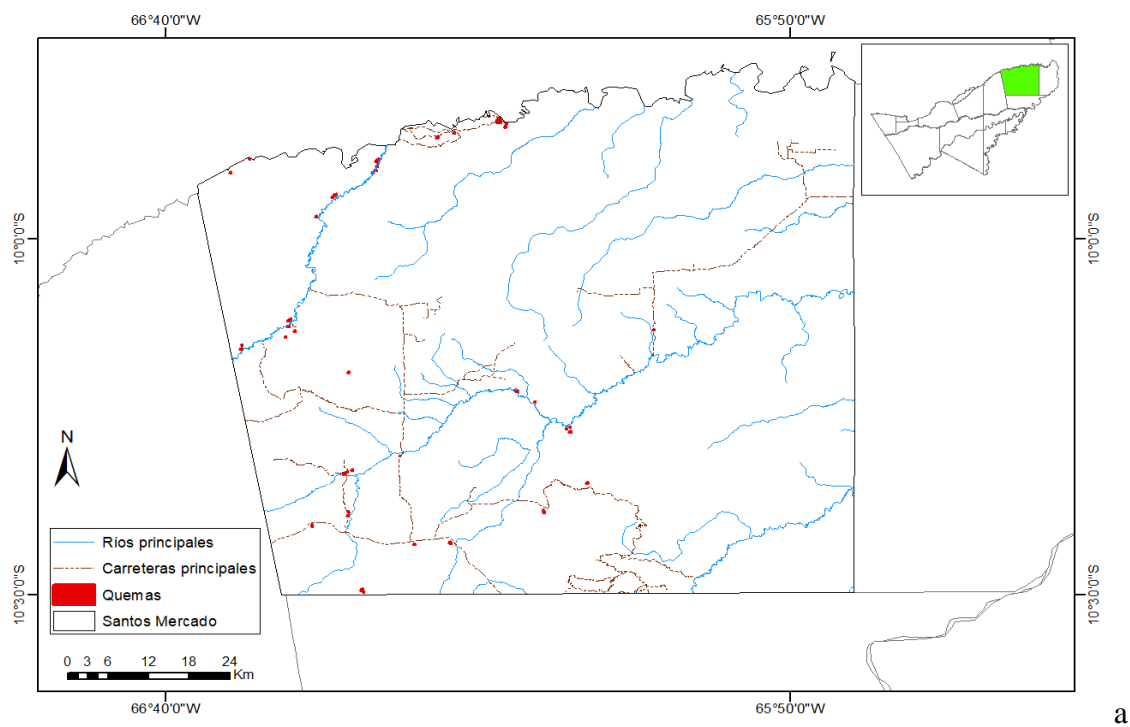 66°40'0"W
65°50'0"W
10°0'0"S
10°0'0"S
N
Ríos principales
Carreteras principales
Quemas
Santos Mercado
10°30'0"S
10°30'0"S
0 3 6 12 18 24
Km
66°40'0"W
65°50'0"W
a